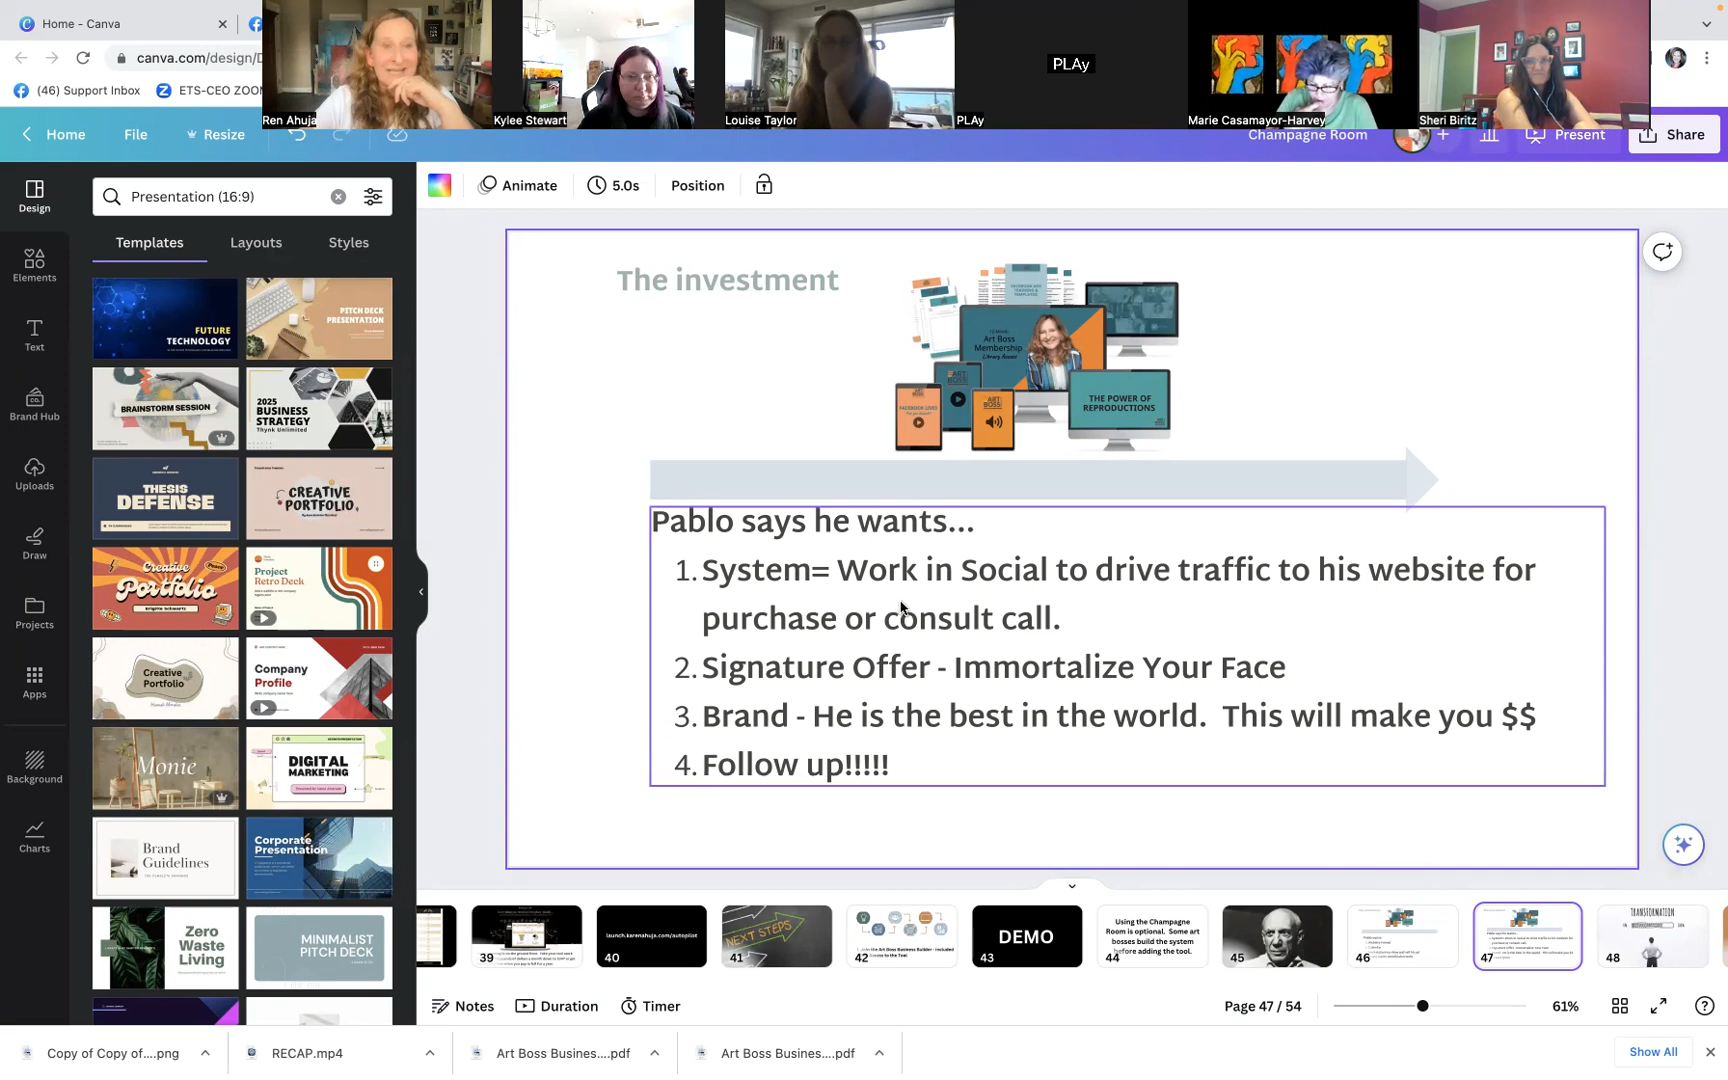 Home - Canva
canva.com/design/D
(46) Support Inbox
ETS-CEO ZOOM
Ren Ahuja
Kylee Stewart
Louise Taylor
PLAy
PLAy
Marie Casamayor-Harvey
Sheri Biritz
Home
File
Resize
Champagne Room
Present
Share
Design
Elements
Text
Brand Hub
Uploads
Draw
Projects
Apps
Background
Charts
Presentation (16:9)
Templates
Layouts
Styles
FUTURE
TECHNOLOGY
PITCH DECK
PRESENTATION
BRAINSTORM SESSION
2025
BUSINESS
STRATEGY
Thynk Unlimited
THESIS
DEFENSE
CREATIVE
PORTFOLIO
Creative
Portfolio
Project
Retro Deck
Creative
Portfolio
Company
Profile
Monie
DIGITAL
MARKETING
Brand
Guidelines
Corporate
Presentation
Zero
Waste
Living
MINIMALIST
PITCH DECK
Animate
5.0s
Position
The investment
Art Boss
Membership
Library Access
ART
BOSS
THE POWER OF
REPRODUCTIONS
Pablo says he wants...
1. System= Work in Social to drive traffic to his website for
purchase or consult call.
2. Signature Offer - Immortalize Your Face
3. Brand - He is the best in the world.  This will make you $$
4. Follow up!!!!!
39
launch.karenahuja.com/autopilot
40
NEXT STEPS
41
42
DEMO
43
Using the Champagne
Room is optional. Some art
bosses build the system
before adding the tool.
44
45
46
47
TRANSFORMATION
48
Notes
Duration
Timer
Page 47 / 54
61%
Copy of Copy of....png
RECAP.mp4
Art Boss Busines....pdf
Art Boss Busines....pdf
Show All